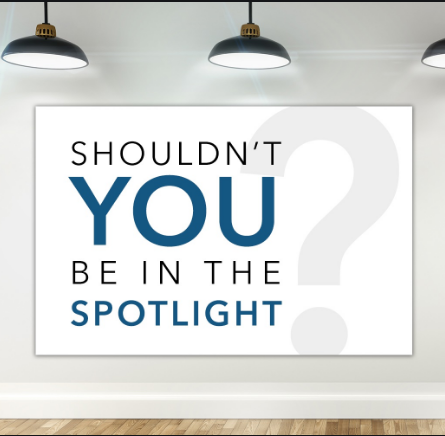 SHOULDN'T
YOU
BE IN THE
SPOTLIGHT
?